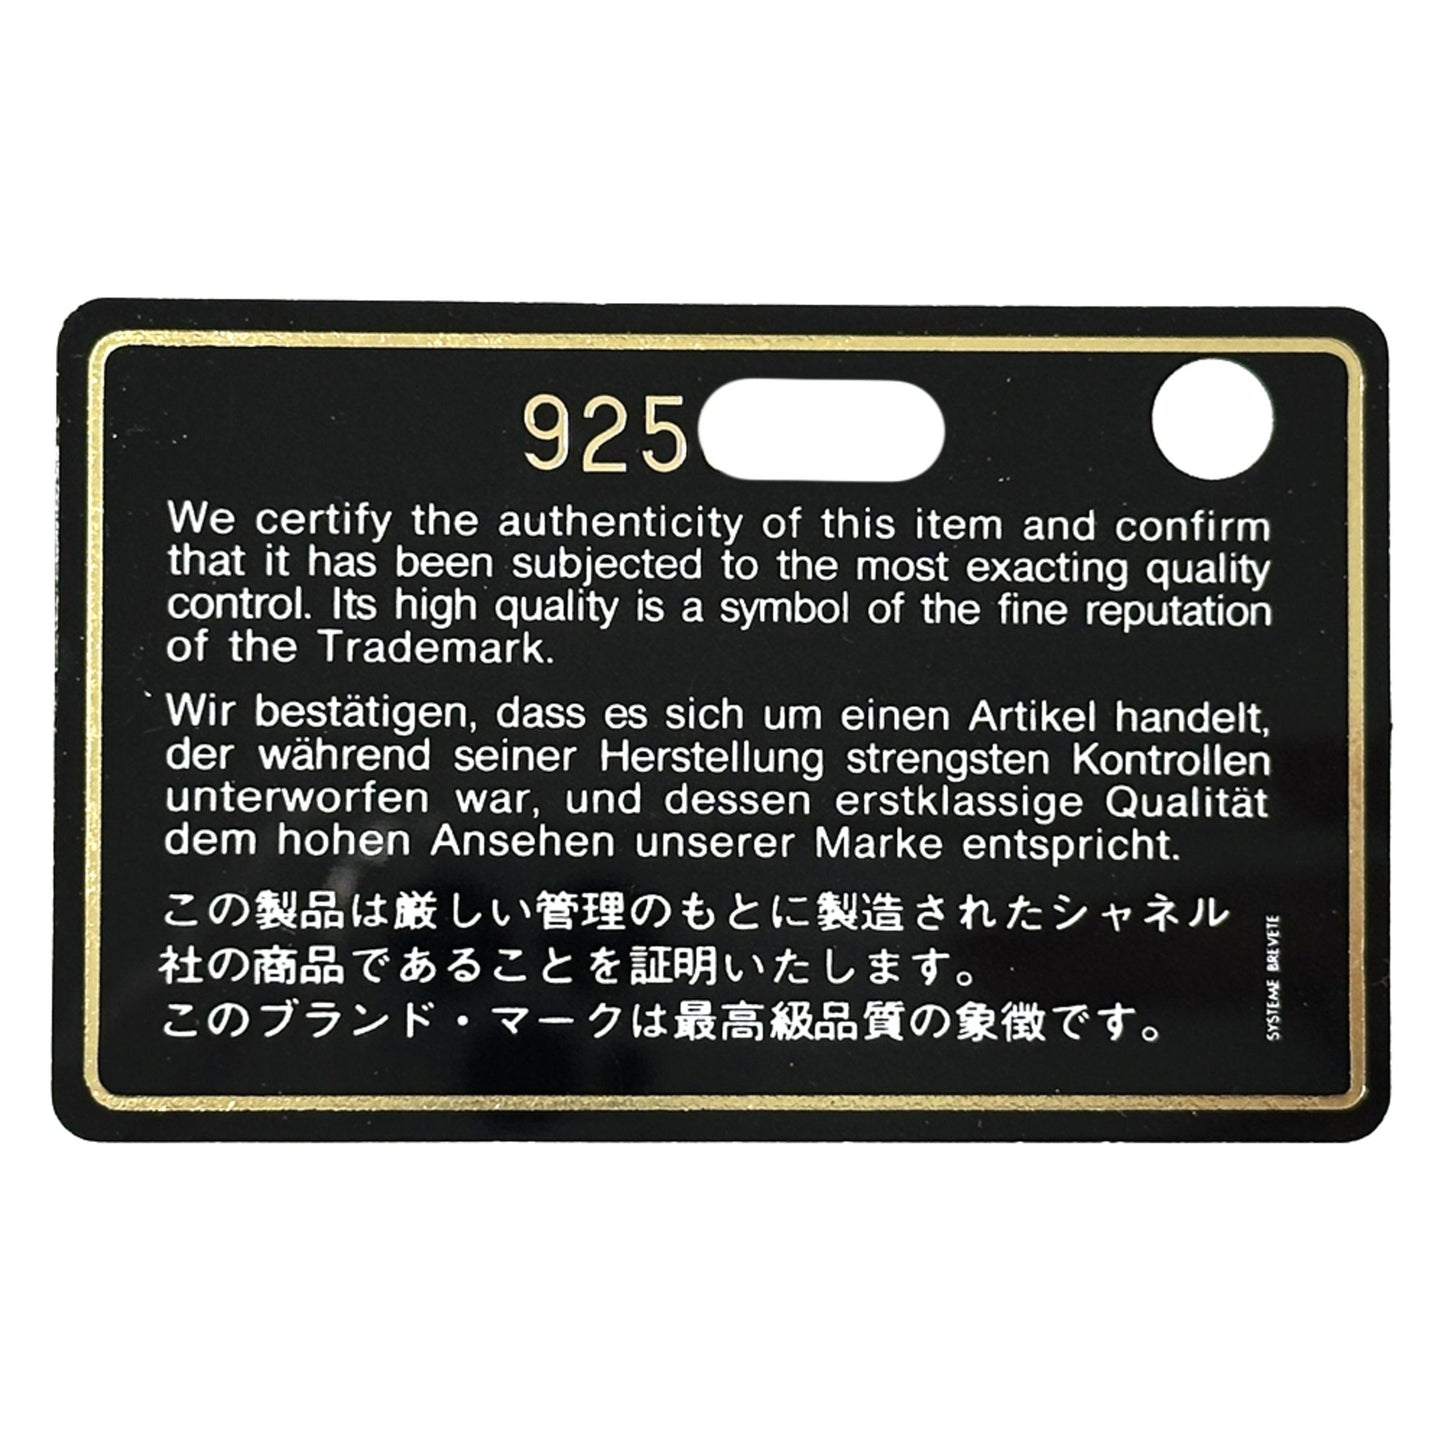 925
We certify the authenticity of this item and confirm
that it has been subjected to the most exacting quality
control. Its high quality is a symbol of the fine reputation
of the Trademark.
Wir bestätigen, dass es sich um einen Artikel handelt,
der während seiner Herstellung strengsten Kontrollen
unterworfen war, und dessen erstklassige Qualität
dem hohen Ansehen unserer Marke entspricht.
この製品は厳しい管理のもとに製造されたシャネル
社の商品であることを証明いたします。
このブランド・マークは最高級品質の象徴です。
SYSTEME BREVETE